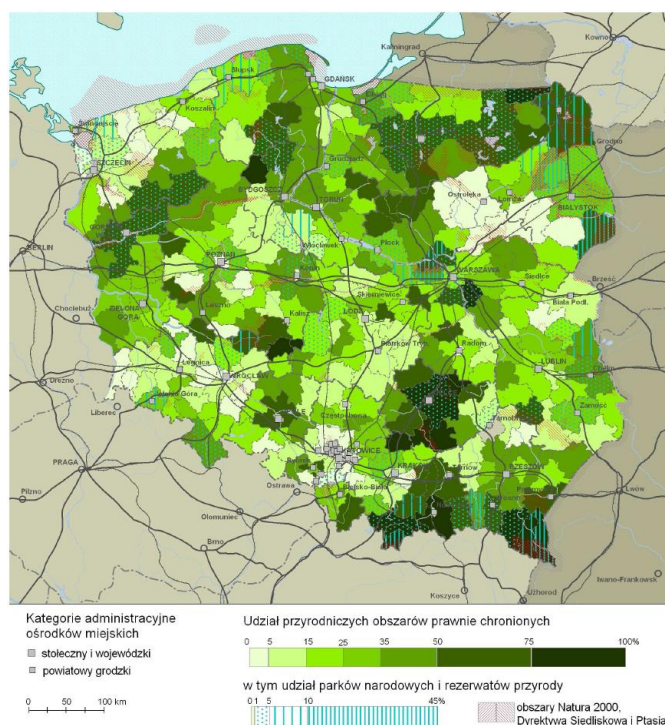 Kaliningrad
Kowno
Słupsk
GDAŃSK
Koszalin
Elbląg
Świnoujście
SZCZECIN
Grudziądz
Grodno
Ostrołęka
Łomża
BIAŁYSTOK
BYDGOSZCZ
TORUŃ
BERLIN
Włocławek
Płock
POZNAŃ
WARSZAWA
Siedlce
Brześć
Biała Podl.
Skierniewice
Chociebuż
ZIELONA
GÓRA
Leszno
Kalisz
ŁÓDŹ
Piotrków Tryb.
Radom
Legnica
LUBLIN
Chełm
Drezno
WROCŁAW
Jelenia Góra
Zamość
Liberec
Częstochowa
KATOWICE
PRAGA
Ostrawa
KRAKÓW
Tarnów
RZESZÓW
Lwów
Pilzno
Bielsko-Biała
Ołomuniec
Brno
Koszyce
Użhorod
Iwano-Frankowsk
Kategorie administracyjne
ośrodków miejskich
stołeczny i wojewódzki
powiatowy grodzki
0 50 100 km
Udział przyrodniczych obszarów prawnie chronionych
0 5 15 25 35 50 75 100%
w tym udział parków narodowych i rezerwatów przyrody
0 1 5 10 45%
obszary Natura 2000,
Dyrektywa Siedliskowa i Ptasia